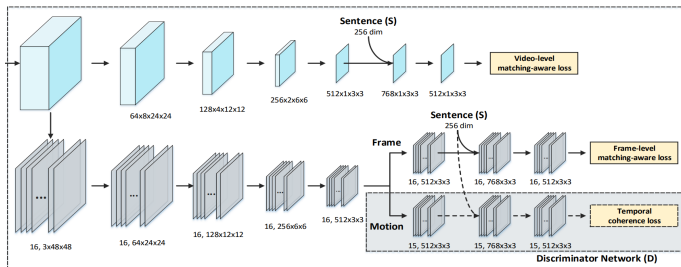 Sentence (S)
256 dim
64x8x24x24
128x4x12x12
256x2x6x6
512x1x3x3
768x1x3x3
512x1x3x3
Video-level
matching-aware loss
Sentence (S)
256 dim
Frame
...
...
...
...
...
...
...
...
16, 3x48x48
16, 64x24x24
16, 128x12x12
16, 256x6x6
16, 512x3x3
16, 512x3x3
16, 768x3x3
16, 512x3x3
Frame-level
matching-aware loss
Motion
...
...
...
15, 512x3x3
15, 768x3x3
15, 512x3x3
Temporal
coherence loss
Discriminator Network (D)